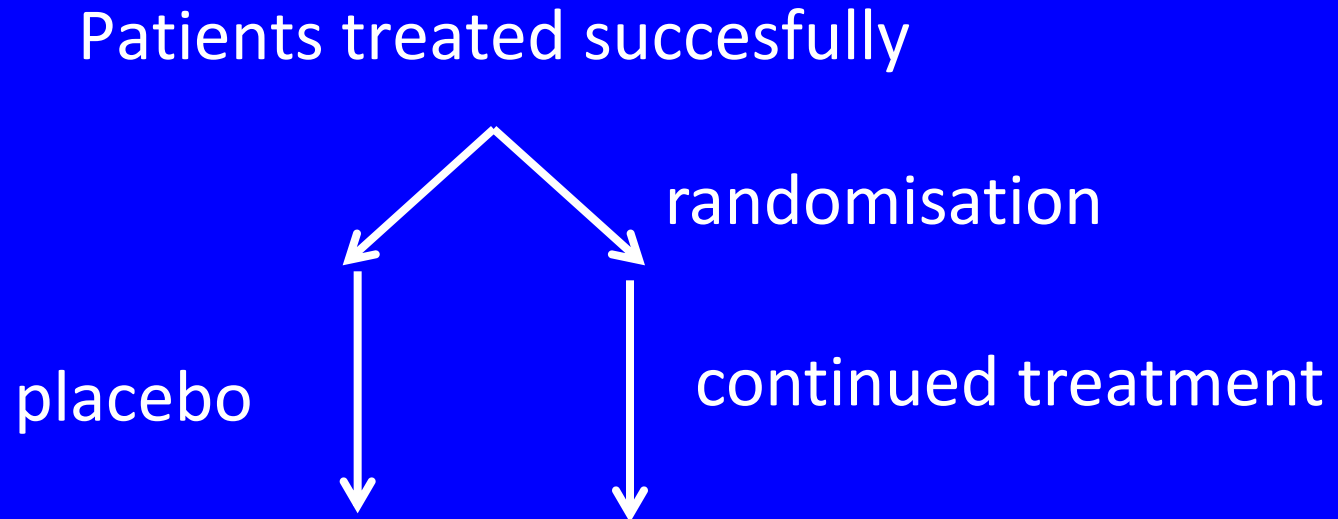 Patients treated succesfully
randomisation
placebo
continued treatment